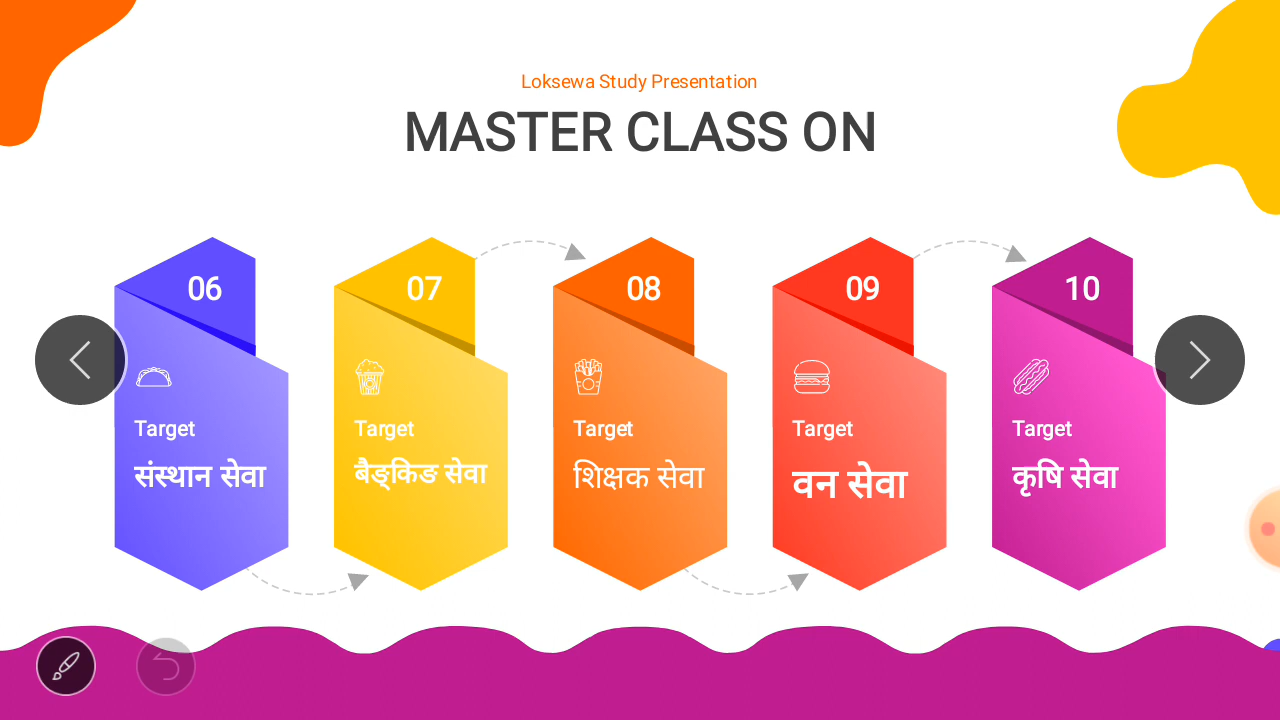 Loksewa Study Presentation
MASTER CLASS ON
06
Target
संस्थान सेवा
07
Target
बैङ्किङ सेवा
08
Target
शिक्षक सेवा
09
Target
वन सेवा
10
Target
कृषि सेवा